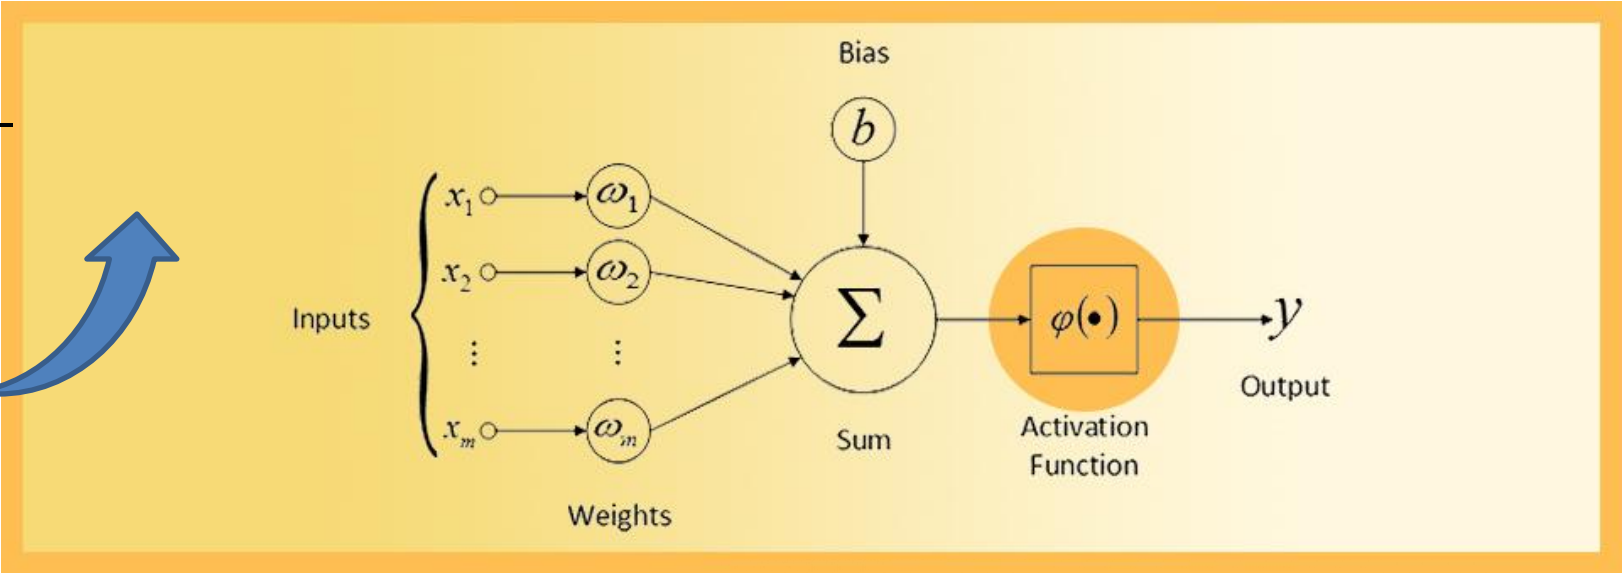 Bias
b
x₁ ω₁
x₂ ω₂
Inputs
⋮ ⋮
Σ
φ(•)
y
Output
xₘ ωₘ
Sum
Activation
Function
Weights